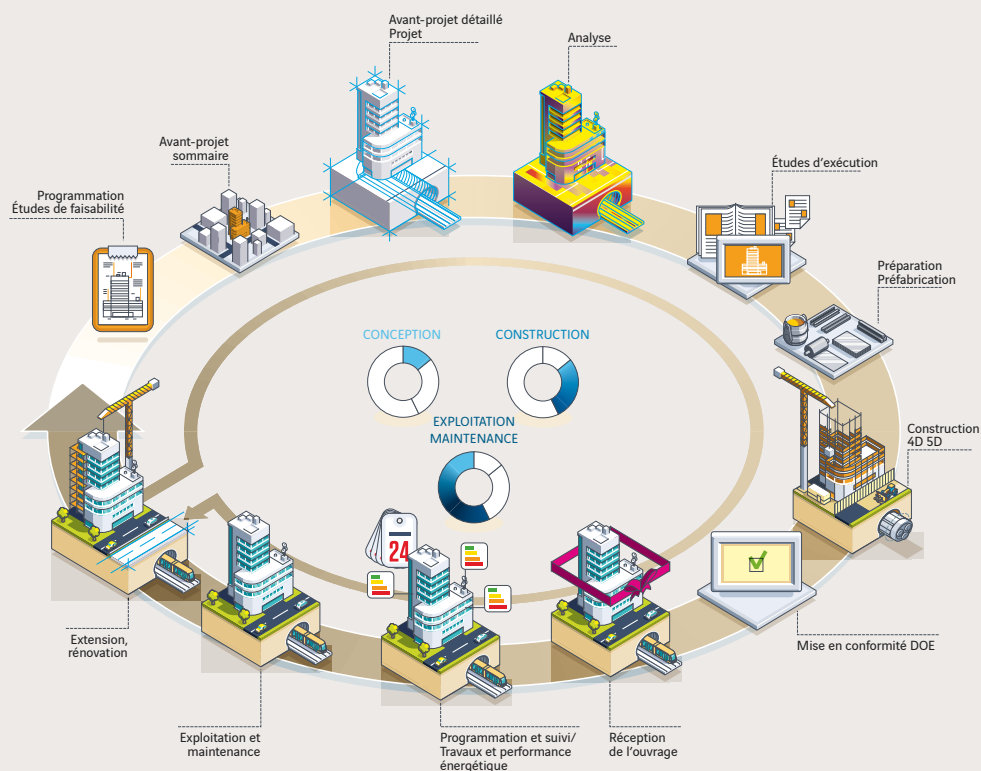 Avant-projet détaillé
Projet
Analyse
Avant-projet
sommaire
Études d'exécution
Programmation
Études de faisabilité
Préparation
Préfabrication
CONCEPTION
CONSTRUCTION
EXPLOITATION
MAINTENANCE
Construction
4D 5D
24
Extension,
rénovation
Mise en conformité DOE
Exploitation et
maintenance
Programmation et suivi/
Travaux et performance
énergétique
Réception
de l'ouvrage